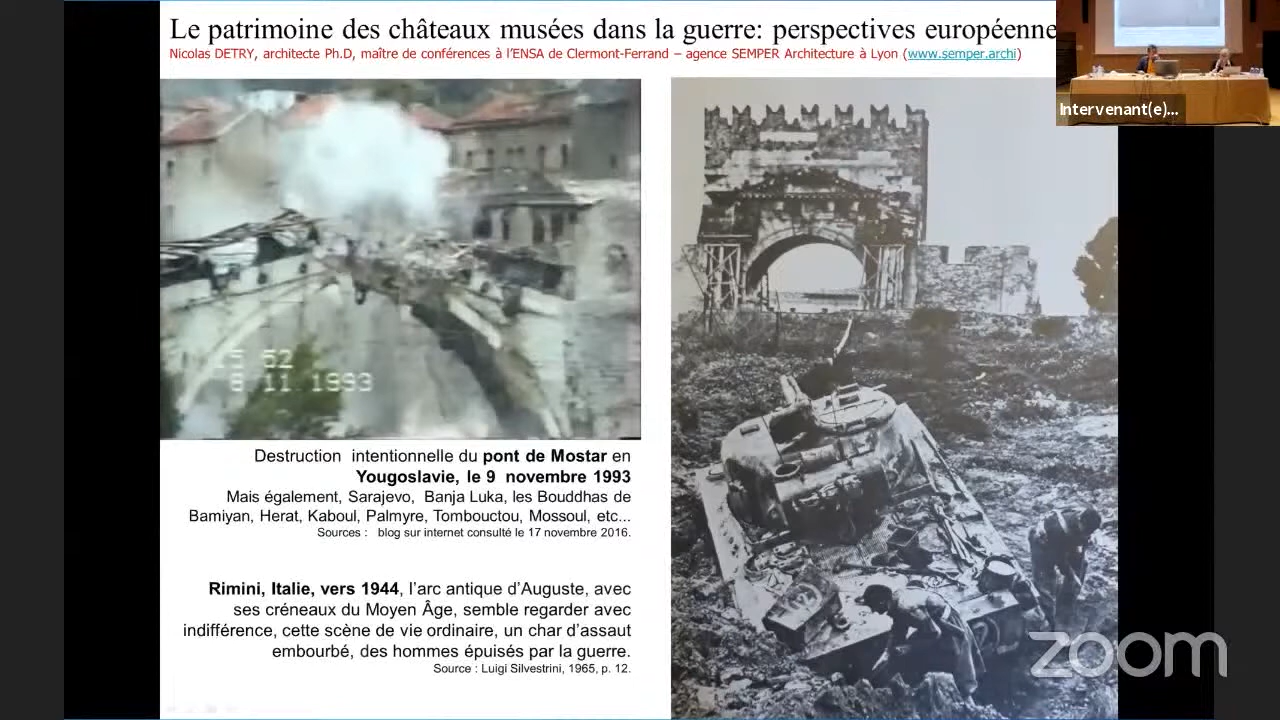 Le patrimoine des châteaux musées dans la guerre: perspectives européenne
Nicolas DETRY, architecte Ph.D, maître de conférences à l'ENSA de Clermont-Ferrand – agence SEMPER Architecture à Lyon (www.semper.archi)
Intervenant(e)...
15 52
8 11 1993
Destruction intentionnelle du pont de Mostar en
Yougoslavie, le 9 novembre 1993
Mais également, Sarajevo, Banja Luka, les Bouddhas de
Bamiyan, Herat, Kaboul, Palmyre, Tombouctou, Mossoul, etc...
Sources : blog sur internet consulté le 17 novembre 2016.
Rimini, Italie, vers 1944, l'arc antique d'Auguste, avec
ses créneaux du Moyen Âge, semble regarder avec
indifférence, cette scène de vie ordinaire, un char d'assaut
embourbé, des hommes épuisés par la guerre.
Source : Luigi Silvestrini, 1965, p. 12.
zoom